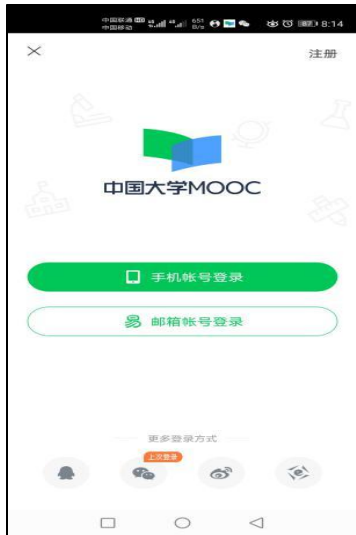 中国联通 HD
中国移动
8:14
注册
中国大学MOOC
手机帐号登录
邮箱帐号登录
更多登录方式
上次登录